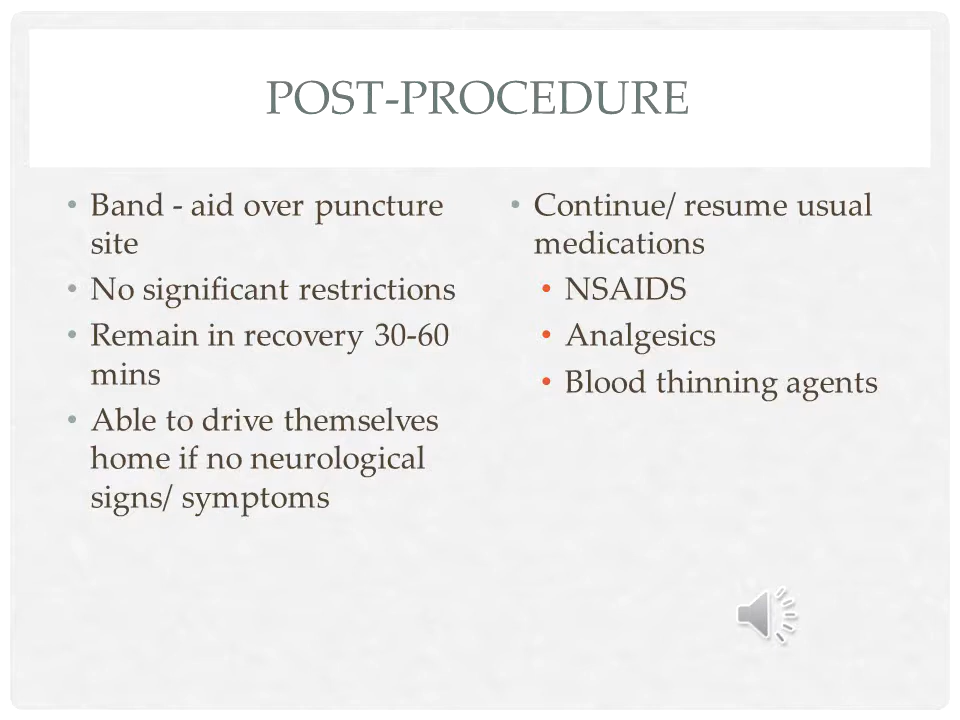 POST-PROCEDURE
• Band - aid over puncture
site
• No significant restrictions
• Remain in recovery 30-60
mins
• Able to drive themselves
home if no neurological
signs/ symptoms
• Continue/ resume usual
medications
• NSAIDS
• Analgesics
• Blood thinning agents